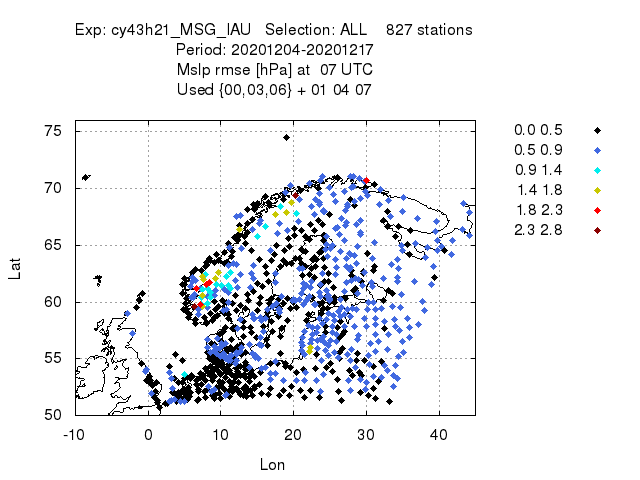 Exp: cy43h21_MSG_IAU Selection: ALL 827 stations
Period: 20201204-20201217
Mslp rmse [hPa] at 07 UTC
Used {00,03,06} + 01 04 07
75
70
65
60
55
50
-10 0 10 20 30 40
Lat
Lon
0.0 0.5
0.5 0.9
0.9 1.4
1.4 1.8
1.8 2.3
2.3 2.8